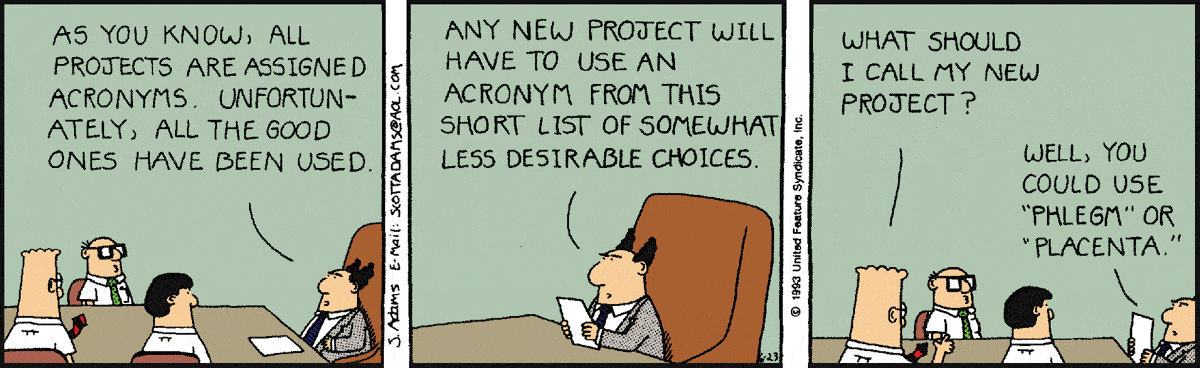 AS YOU KNOW, ALL
PROJECTS ARE ASSIGNED
ACRONYMS. UNFORTUN-
ATELY, ALL THE GOOD
ONES HAVE BEEN USED.
S. ADAMS E-MAIL: SCOTTADAMS@AOL.COM
ANY NEW PROJECT WILL
HAVE TO USE AN
ACRONYM FROM THIS
SHORT LIST OF SOMEWHAT
LESS DESIRABLE CHOICES.
6-23
© 1993 United Feature Syndicate, Inc.
WHAT SHOULD
I CALL MY NEW
PROJECT?
WELL, YOU
COULD USE
"PHLEGM" OR
"PLACENTA."